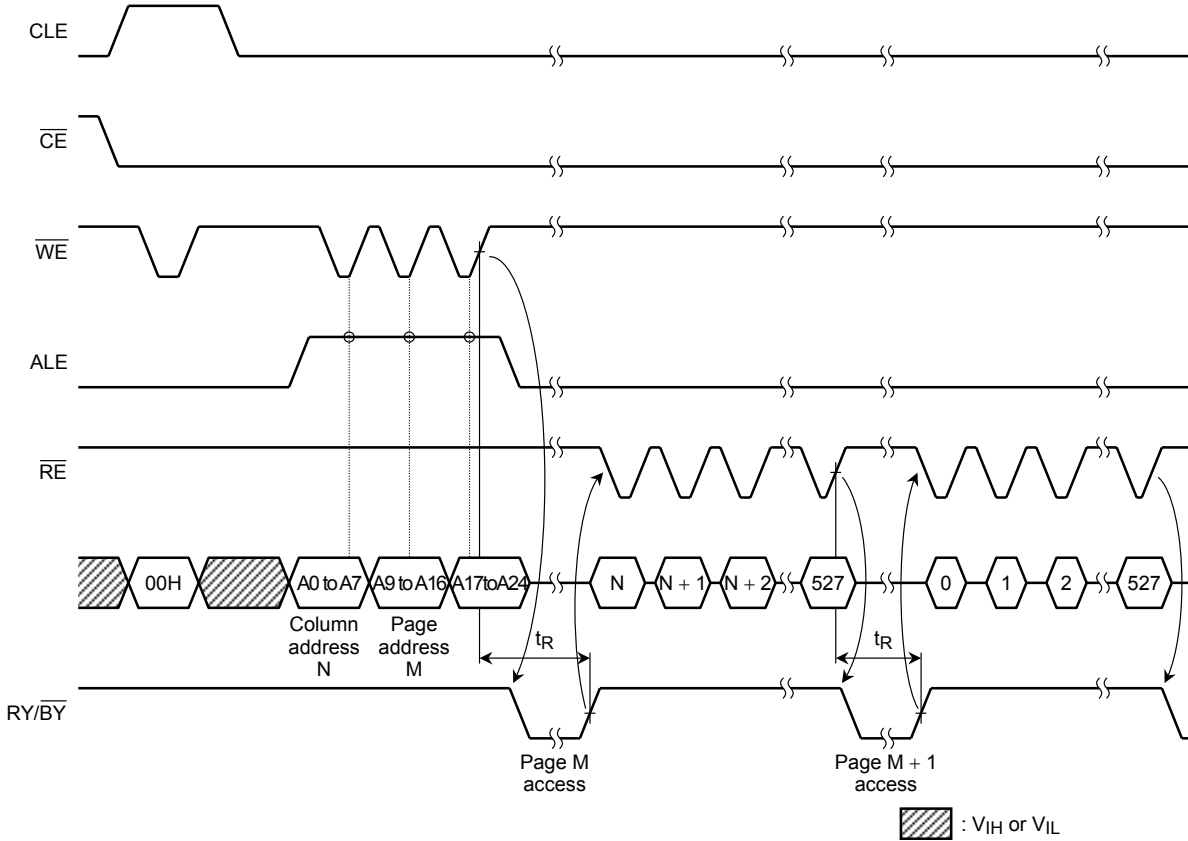 CLE
CE
WE
ALE
RE
00H
A0 to A7
A9 to A16
A17 to A24
N
N + 1
N + 2
527
0
1
2
527
Column
address
N
Page
address
M
tR
tR
RY/BY
Page M
access
Page M + 1
access
: VIH or VIL